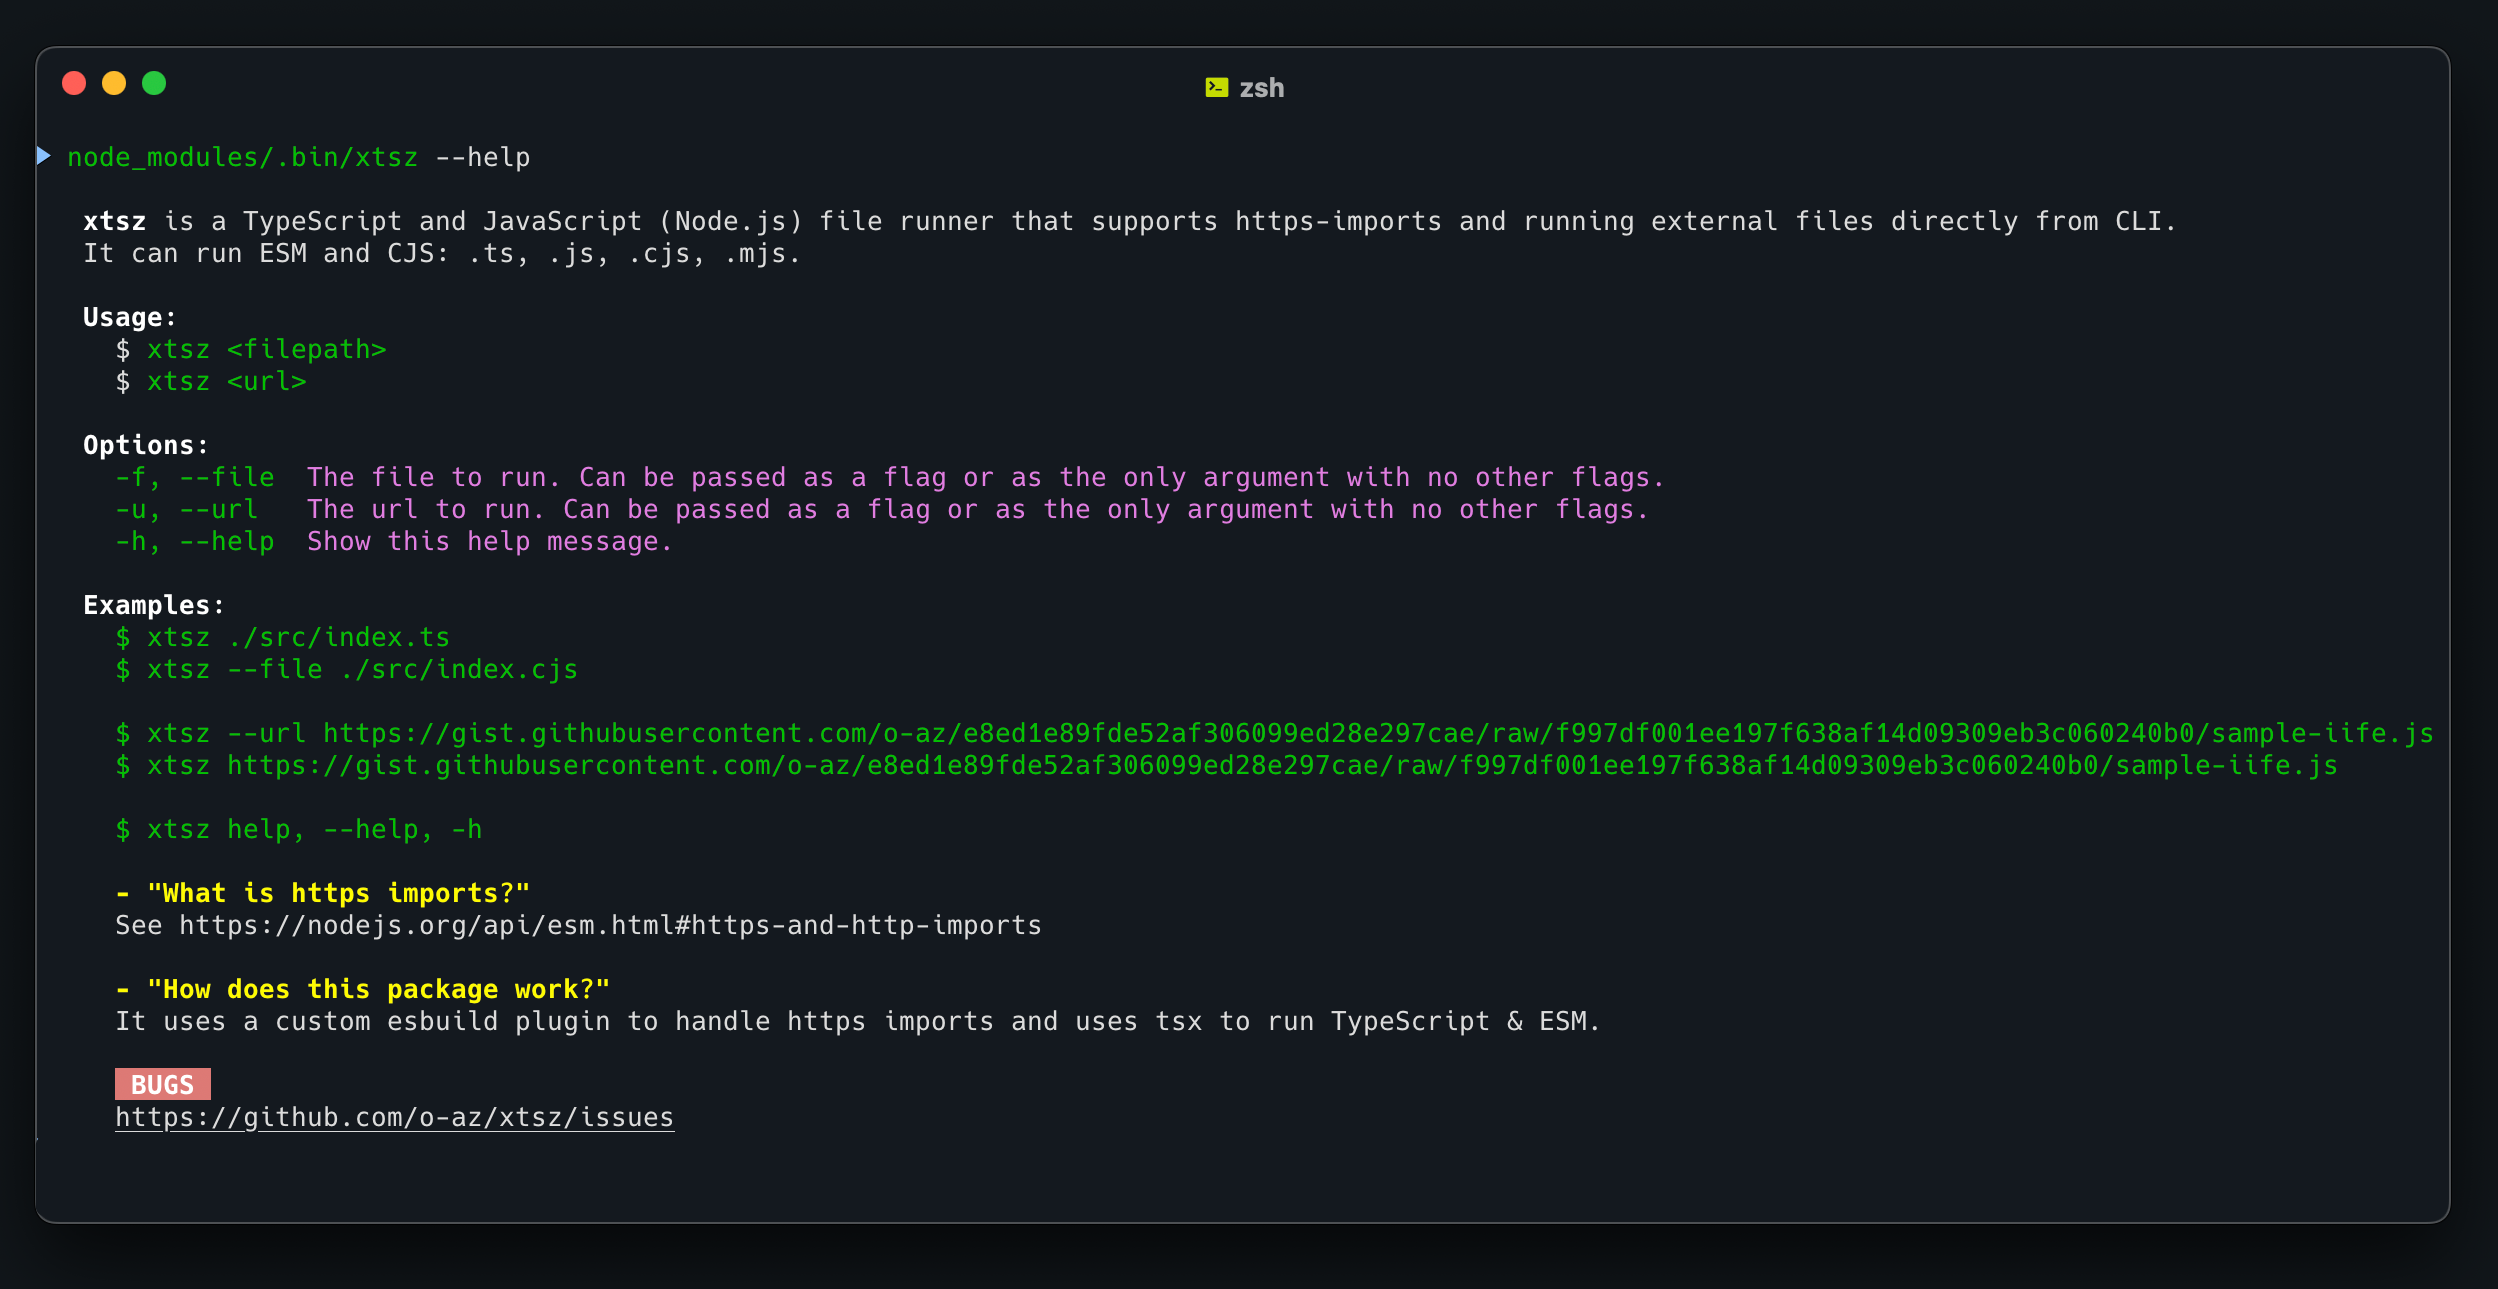 zsh
node_modules/.bin/xtsz --help
xtsz is a TypeScript and JavaScript (Node.js) file runner that supports https-imports and running external files directly from CLI.
It can run ESM and CJS: .ts, .js, .cjs, .mjs.
Usage:
$ xtsz <filepath>
$ xtsz <url>
Options:
-f, --file  The file to run. Can be passed as a flag or as the only argument with no other flags.
-u, --url   The url to run. Can be passed as a flag or as the only argument with no other flags.
-h, --help  Show this help message.
Examples:
$ xtsz ./src/index.ts
$ xtsz --file ./src/index.cjs
$ xtsz --url https://gist.githubusercontent.com/o-az/e8ed1e89fde52af306099ed28e297cae/raw/f997df001ee197f638af14d09309eb3c060240b0/sample-iife.js
$ xtsz https://gist.githubusercontent.com/o-az/e8ed1e89fde52af306099ed28e297cae/raw/f997df001ee197f638af14d09309eb3c060240b0/sample-iife.js
$ xtsz help, --help, -h
- "What is https imports?"
See https://nodejs.org/api/esm.html#https-and-http-imports
- "How does this package work?"
It uses a custom esbuild plugin to handle https imports and uses tsx to run TypeScript & ESM.
BUGS
https://github.com/o-az/xtsz/issues